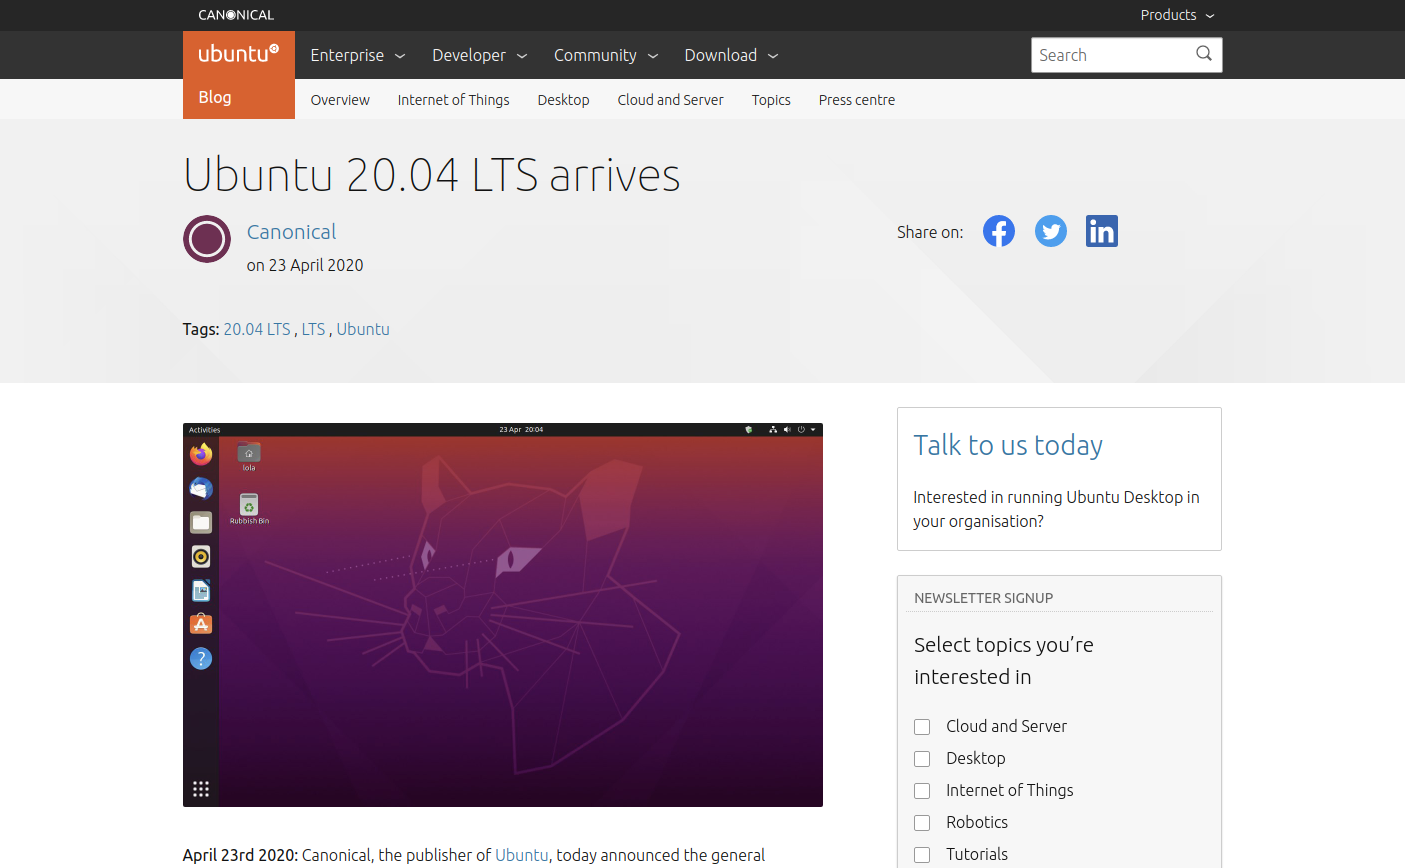 CANONICAL
Products
ubuntu
Enterprise
Developer
Community
Download
Search
Blog
Overview
Internet of Things
Desktop
Cloud and Server
Topics
Press centre
Ubuntu 20.04 LTS arrives
Canonical
on 23 April 2020
Share on:
Tags: 20.04 LTS , LTS , Ubuntu
Activities
23 Apr 20:04
lola
Rubbish Bin
Talk to us today
Interested in running Ubuntu Desktop in
your organisation?
NEWSLETTER SIGNUP
Select topics you’re
interested in
Cloud and Server
Desktop
Internet of Things
Robotics
Tutorials
April 23rd 2020: Canonical, the publisher of Ubuntu, today announced the general